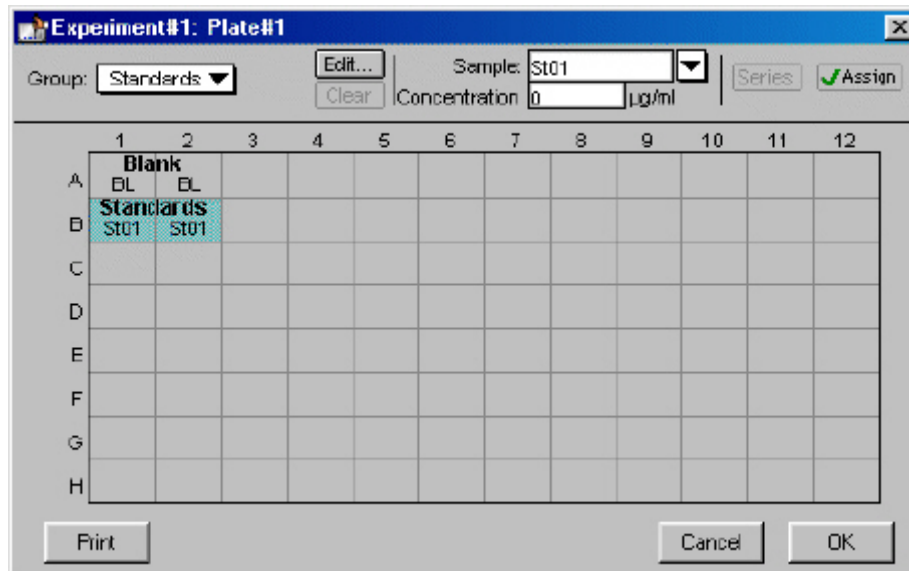 Experiment#1: Plate#1
Group: Standards Edit... Sample: St01 Series Assign
Clear Concentration 0 µg/ml
1 2 3 4 5 6 7 8 9 10 11 12
Blank
A BL BL
Standards
B St01 St01
C
D
E
F
G
H
Print Cancel OK